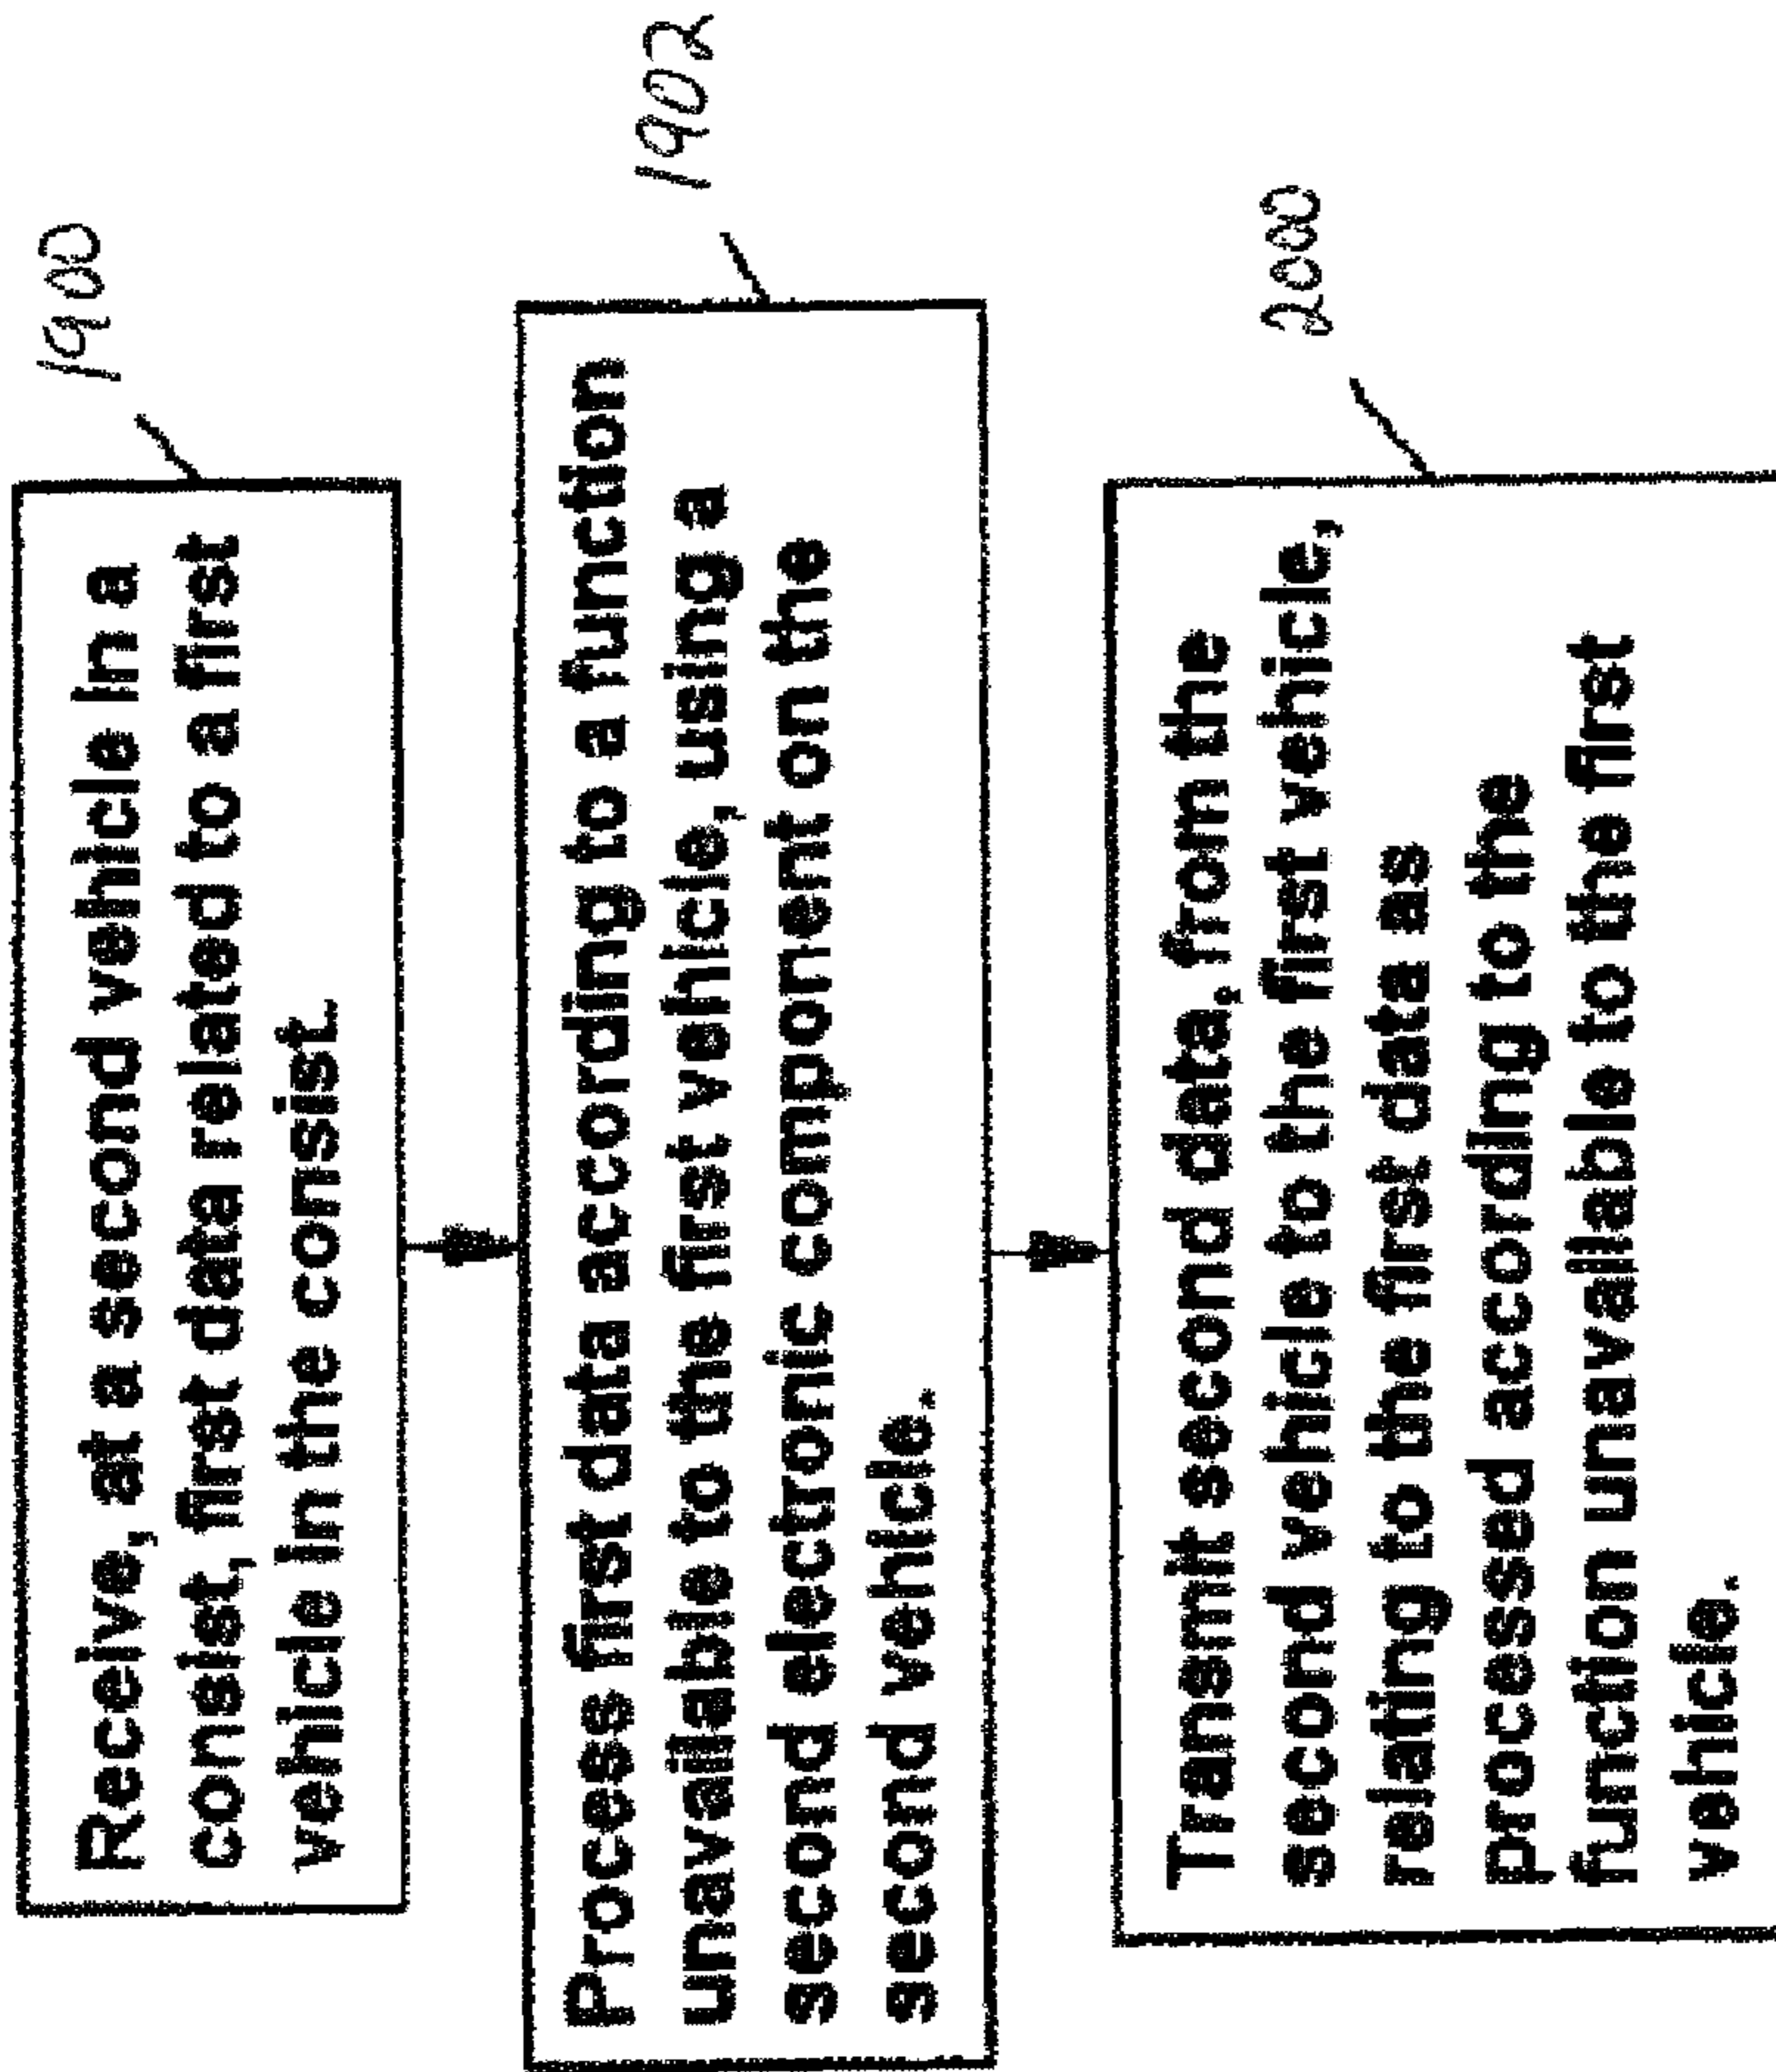 Receive, at a second vehicle in a
consist, first data related to a first
vehicle in the consist.
1900
Process first data according to a function
unavailable to the first vehicle, using a
second electronic component on the
second vehicle.
1902
Transmit second data, from the
second vehicle to the first vehicle,
relating to the first data as
processed according to the
function unavailable to the first
vehicle.
2000